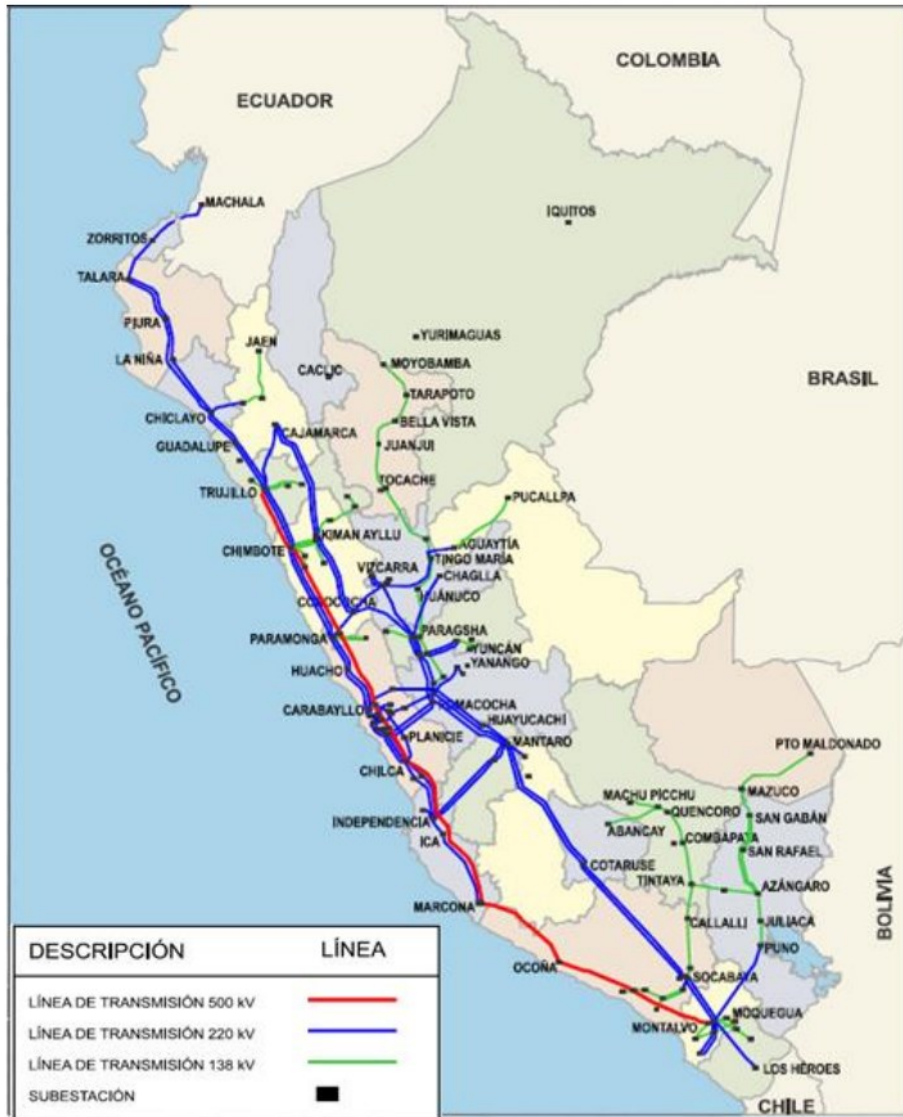 COLOMBIA
ECUADOR
MACHALA
IQUITOS
ZORRITOS
TALARA
PIURA
YURIMAGUAS
JAEN
LA NIÑA
MOYOBAMBA
CACLIC
BRASIL
TARAPOTO
CHICLAYO
BELLA VISTA
CAJAMARCA
GUADALUPE
JUANJUI
TOCACHE
TRUJILLO
PUCALLPA
KIMAN AYLLU
CHIMBOTE
AGUAYTÍA
TINGO MARÍA
VIZCARRA
CHAGLLA
OCÉANO PACÍFICO
HUÁNUCO
CONOCOCHA
PARAMONGA
PARAGSHA
YUNCÁN
HUACHO
YANANGO
CARABAYLLO
POMACOCHA
HUAYUCACHI
PLANICIE
MANTARO
PTO MALDONADO
CHILCA
MAZUCO
MACHU PICCHU
QUENCORO
SAN GABÁN
INDEPENDENCIA
ABANCAY
COMBAPATA
ICA
SAN RAFAEL
COTARUSE
TINTAYA
AZÁNGARO
MARCONA
BOLIVIA
CALLALLI
JULIACA
PUNO
OCOÑA
SOCABAYA
MOQUEGUA
MONTALVO
LOS HÉROES
CHILE
DESCRIPCIÓN LÍNEA
LÍNEA DE TRANSMISIÓN 500 kV
LÍNEA DE TRANSMISIÓN 220 kV
LÍNEA DE TRANSMISIÓN 138 kV
SUBESTACIÓN